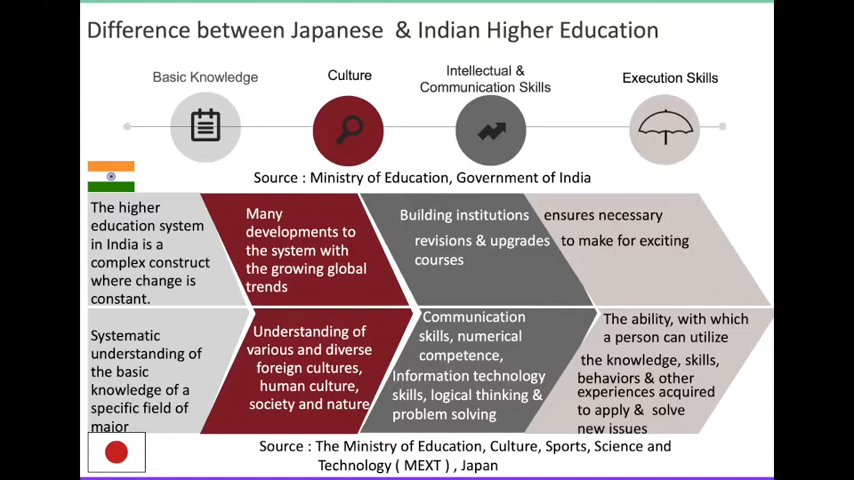 Difference between Japanese & Indian Higher Education
Basic Knowledge
Culture
Intellectual &
Communication Skills
Execution Skills
Source : Ministry of Education, Government of India
The higher
education system
in India is a
complex construct
where change is
constant.
Many
developments to
the system with
the growing global
trends
Building institutions
revisions & upgrades
courses
ensures necessary
to make for exciting
Systematic
understanding of
the basic
knowledge of a
specific field of
major
Understanding of
various and diverse
foreign cultures,
human culture,
society and nature
Communication
skills, numerical
competence,
Information technology
skills, logical thinking &
problem solving
The ability, with which
a person can utilize
the knowledge, skills,
behaviors & other
experiences acquired
to apply & solve
new issues
Source : The Ministry of Education, Culture, Sports, Science and
Technology ( MEXT ) , Japan